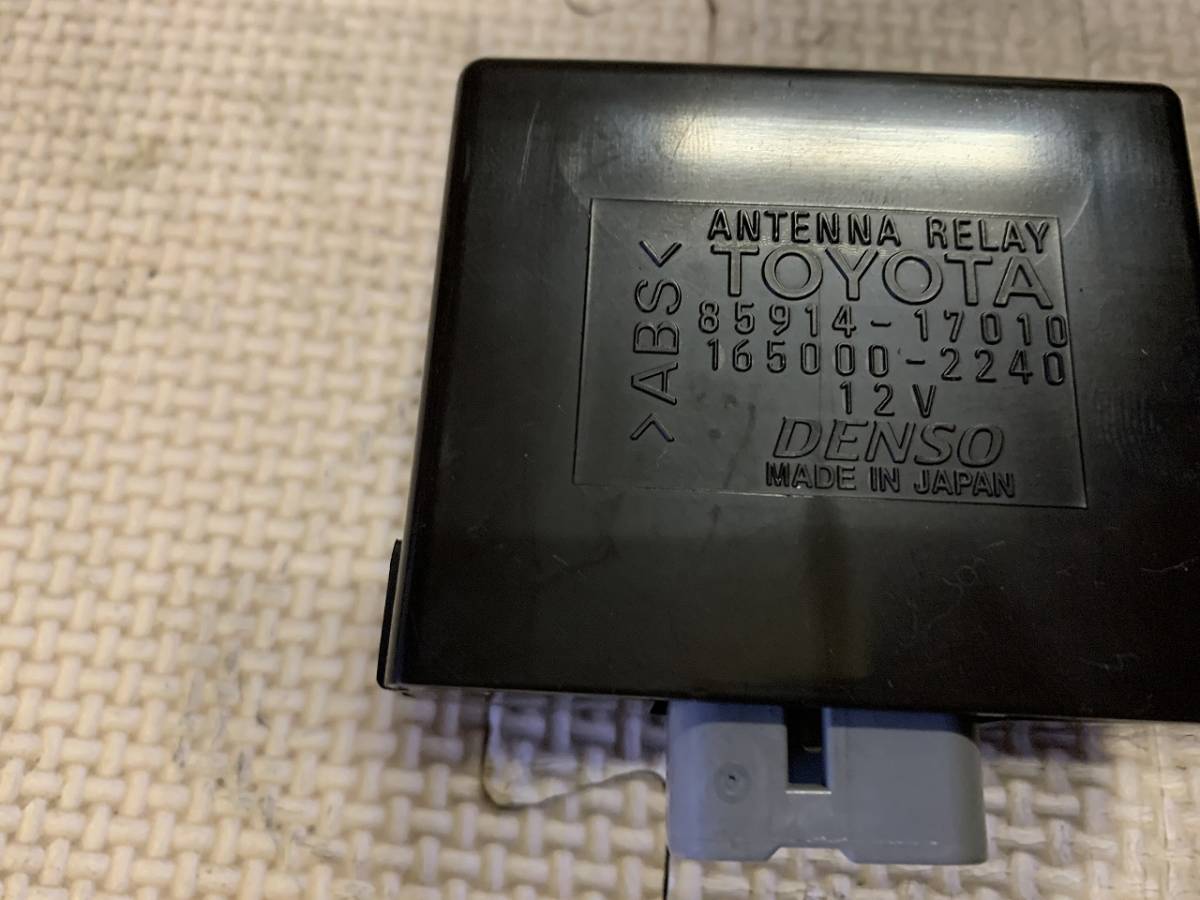 ANTENNA RELAY
TOYOTA
85914-17010
165000-2240
12V
DENSO
MADE IN JAPAN
>ABS<